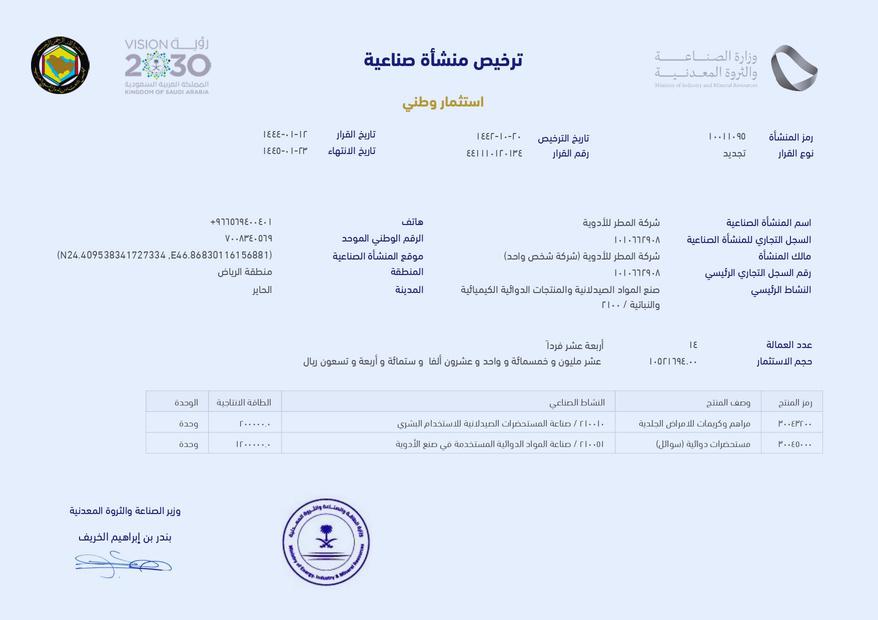 رؤيــة VISION
2030
المملكة العربية السعودية
KINGDOM OF SAUDI ARABIA
ترخيص منشأة صناعية
وزارة الصنـاعـــة
والثروة المعدنـيـــة
Ministry of Industry and Mineral Resources
استثمار وطني
رمز المنشأة ١٠٠١١٠٩٥
تاريخ الترخيص ٢٠-١٠-١٤٤٢
تاريخ القرار ١٢-٠١-١٤٤٤
نوع القرار تجديد
رقم القرار ٤٤١١١٠١٢٠١٣٤
تاريخ الانتهاء ٢٣-٠١-١٤٤٥
اسم المنشأة الصناعية شركة المطر للأدوية
هاتف ٩٦٦٥٦٩٤٠٠٤٠١+
السجل التجاري للمنشأة الصناعية ١٠١٠٦٦٢٩٠٨
الرقم الوطني الموحد ٧٠٠٨٣٤٠٥٦٩
مالك المنشأة شركة المطر للأدوية (شركة شخص واحد)
موقع المنشأة الصناعية (N24.409538341727334 ,E46.86830116156881)
رقم السجل التجاري الرئيسي ١٠١٠٦٦٢٩٠٨
المنطقة منطقة الرياض
النشاط الرئيسي صنع المواد الصيدلانية والمنتجات الدوائية الكيميائية
والنباتية / ٢١٠٠
المدينة الحاير
عدد العمالة ١٤ أربعة عشر فرداً
حجم الاستثمار ١٠٥٢١٦٩٤.٠٠ عشر مليون و خمسمائة و واحد و عشرون ألفا و ستمائة و أربعة و تسعون ريال
رمز المنتج وصف المنتج النشاط الصناعي الطاقة الانتاجية الوحدة
٣٠٠٤٣٢٠٠ مراهم وكريمات للامراض الجلدية ٢١٠٠١٠ / صناعة المستحضرات الصيدلانية للاستخدام البشري ٢٠٠٠٠٠.٠ وحدة
٣٠٠٤٥٠٠٠ مستحضرات دوائية (سوائل) ٢١٠٠٥١ / صناعة المواد الدوائية المستخدمة في صنع الأدوية ١٢٠٠٠٠٠.٠ وحدة
وزير الصناعة والثروة المعدنية
بندر بن إبراهيم الخريف
وزارة الطاقة والصناعة والثروة المعدنية
Ministry of Energy, Industry & Mineral Resources